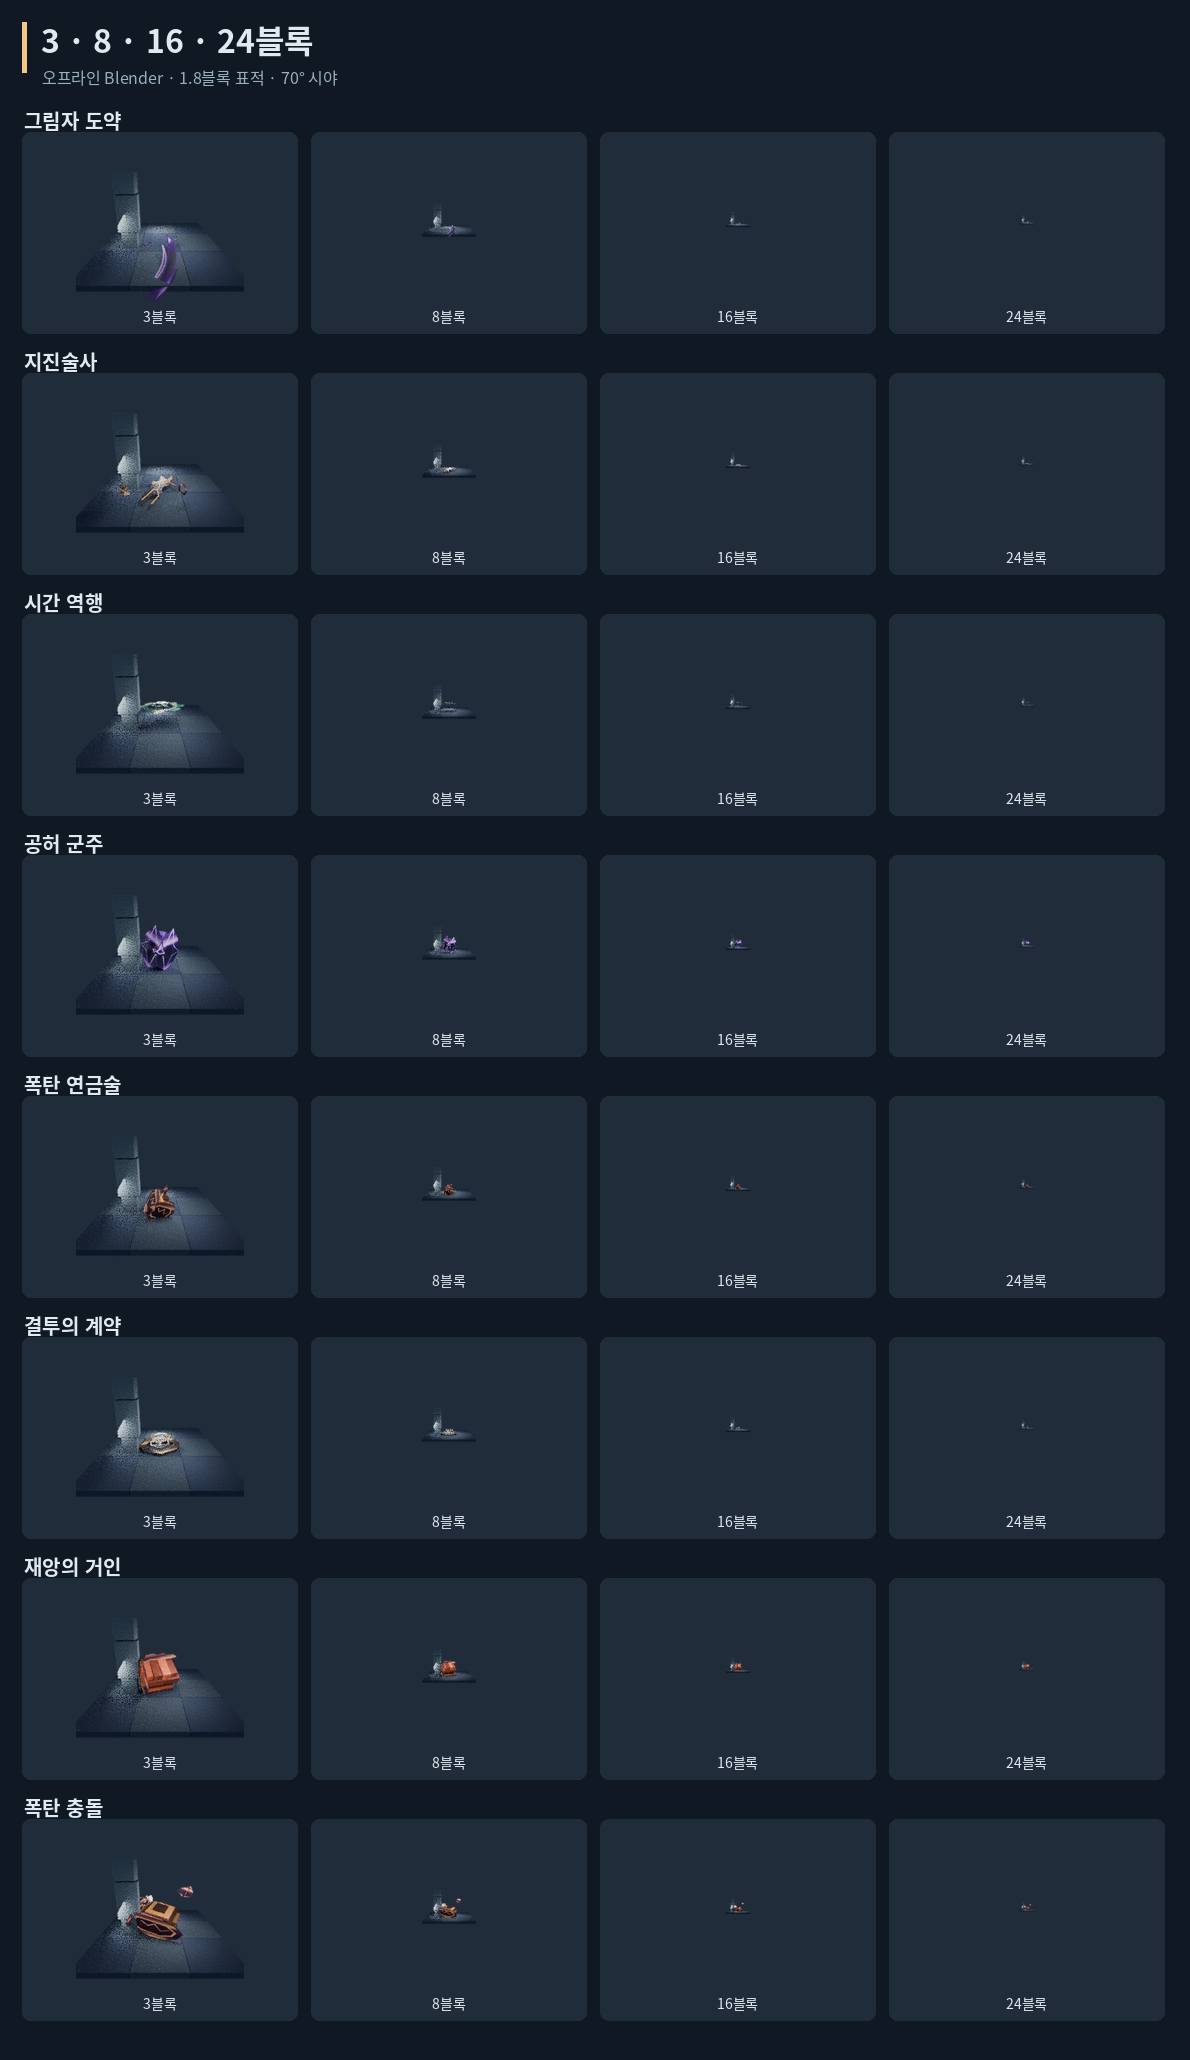 3 · 8 · 16 · 24블록
오프라인 Blender · 1.8블록 표적 · 70° 시야
그림자 도약
3블록 8블록 16블록 24블록
지진술사
3블록 8블록 16블록 24블록
시간 역행
3블록 8블록 16블록 24블록
공허 군주
3블록 8블록 16블록 24블록
폭탄 연금술
3블록 8블록 16블록 24블록
결투의 계약
3블록 8블록 16블록 24블록
재앙의 거인
3블록 8블록 16블록 24블록
폭탄 충돌
3블록 8블록 16블록 24블록